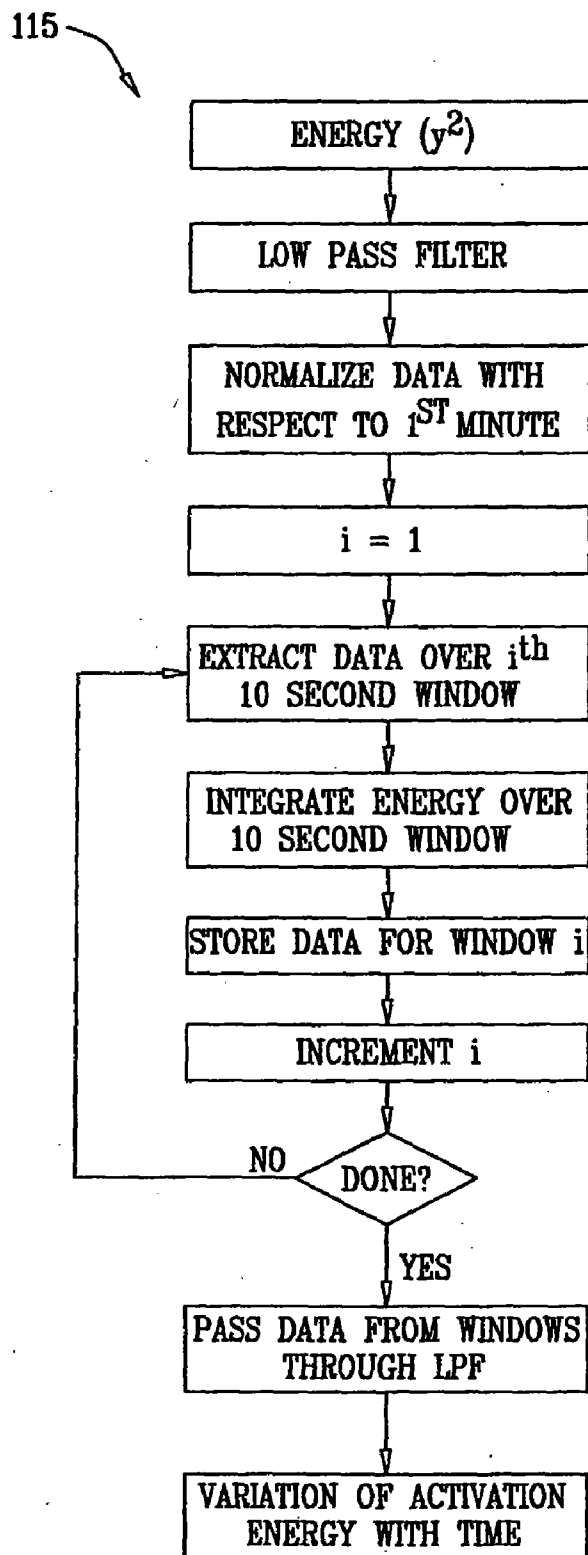 115
ENERGY (y²)
LOW PASS FILTER
NORMALIZE DATA WITH
RESPECT TO 1ST MINUTE
i = 1
EXTRACT DATA OVER ith
10 SECOND WINDOW
INTEGRATE ENERGY OVER
10 SECOND WINDOW
STORE DATA FOR WINDOW i
INCREMENT i
NO
DONE?
YES
PASS DATA FROM WINDOWS
THROUGH LPF
VARIATION OF ACTIVATION
ENERGY WITH TIME